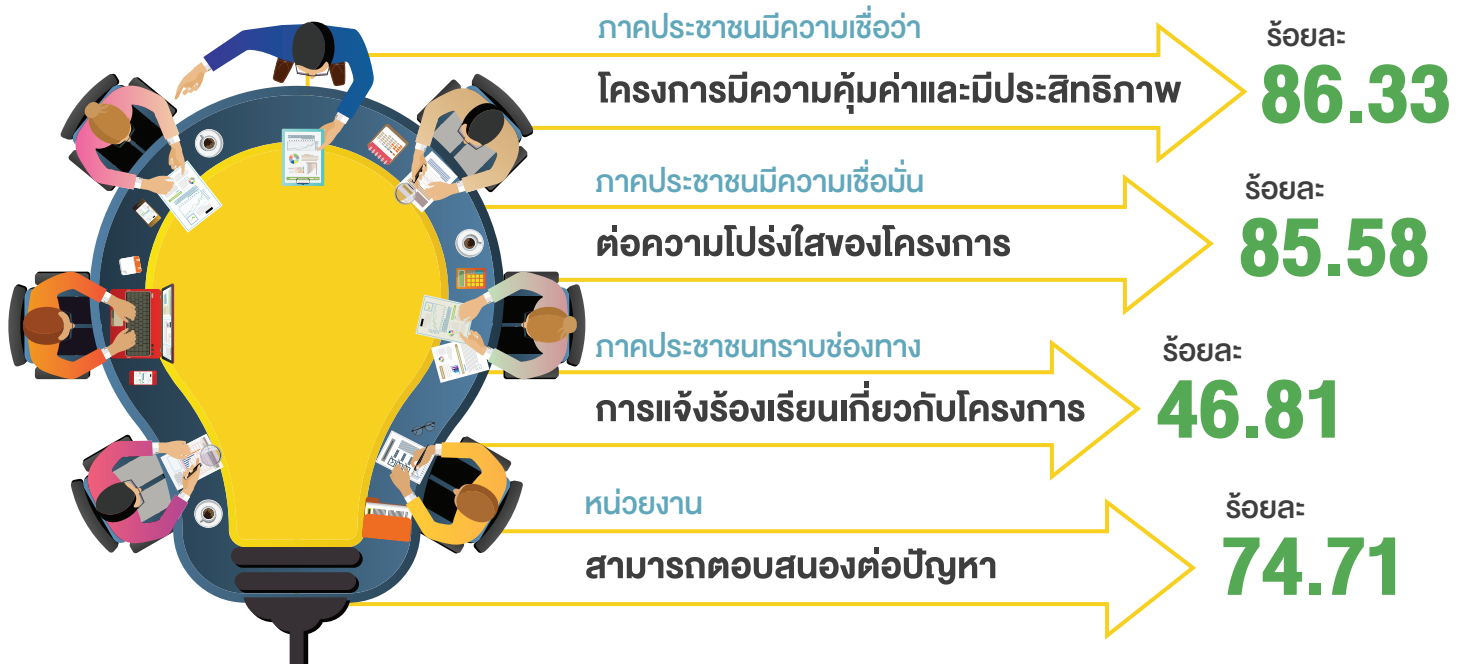 ภาคประชาชนมีความเชื่อว่า
โครงการมีความคุ้มค่าและมีประสิทธิภาพ
ร้อยละ
86.33
ภาคประชาชนมีความเชื่อมั่น
ต่อความโปร่งใสของโครงการ
ร้อยละ
85.58
ภาคประชาชนทราบช่องทาง
การแจ้งร้องเรียนเกี่ยวกับโครงการ
ร้อยละ
46.81
หน่วยงาน
สามารถตอบสนองต่อปัญหา
ร้อยละ
74.71